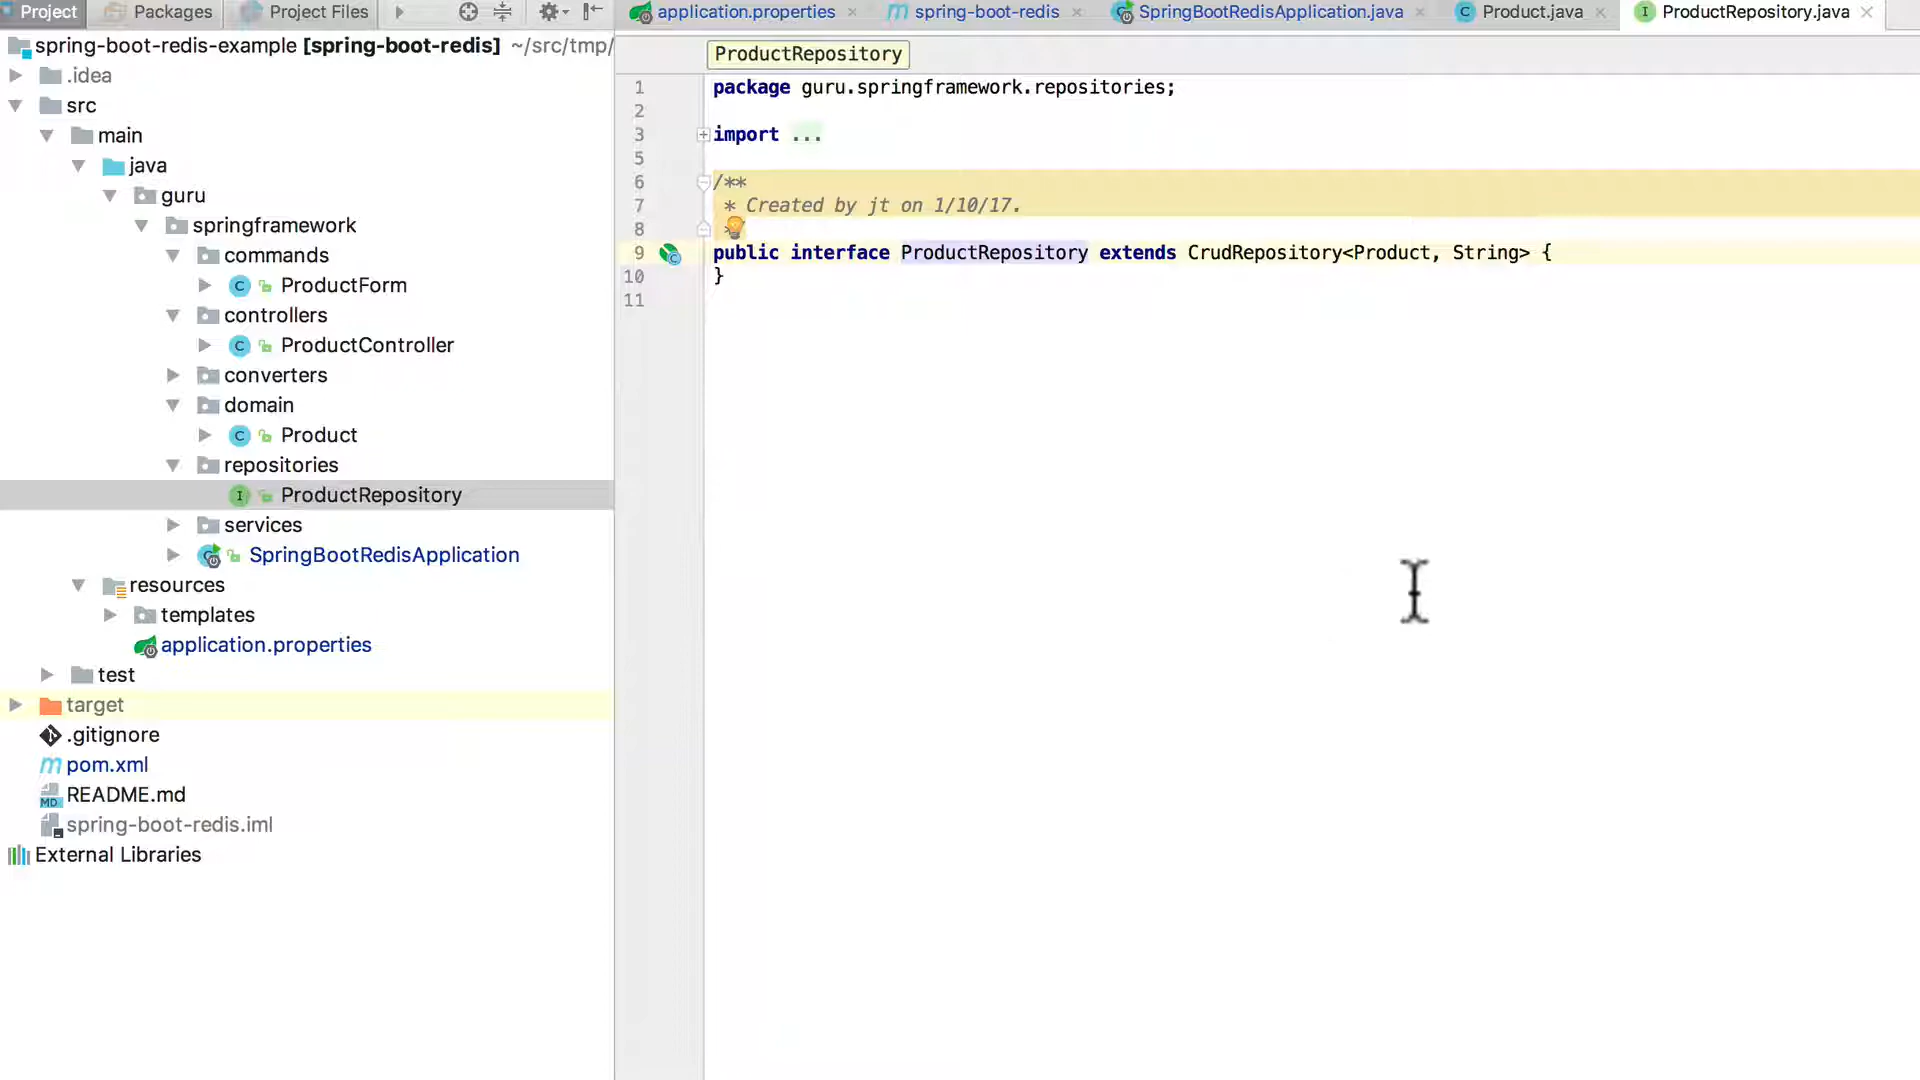 Project Packages Project Files
spring-boot-redis-example [spring-boot-redis] ~/src/tmp/
.idea
src
main
java
guru
springframework
commands
ProductForm
controllers
ProductController
converters
domain
Product
repositories
ProductRepository
services
SpringBootRedisApplication
resources
templates
application.properties
test
target
.gitignore
pom.xml
README.md
spring-boot-redis.iml
External Libraries
application.properties spring-boot-redis SpringBootRedisApplication.java Product.java ProductRepository.java
ProductRepository
1 package guru.springframework.repositories;
2
3 import ...
5
6 /**
7 * Created by jt on 1/10/17.
8
9 public interface ProductRepository extends CrudRepository<Product, String> {
10 }
11